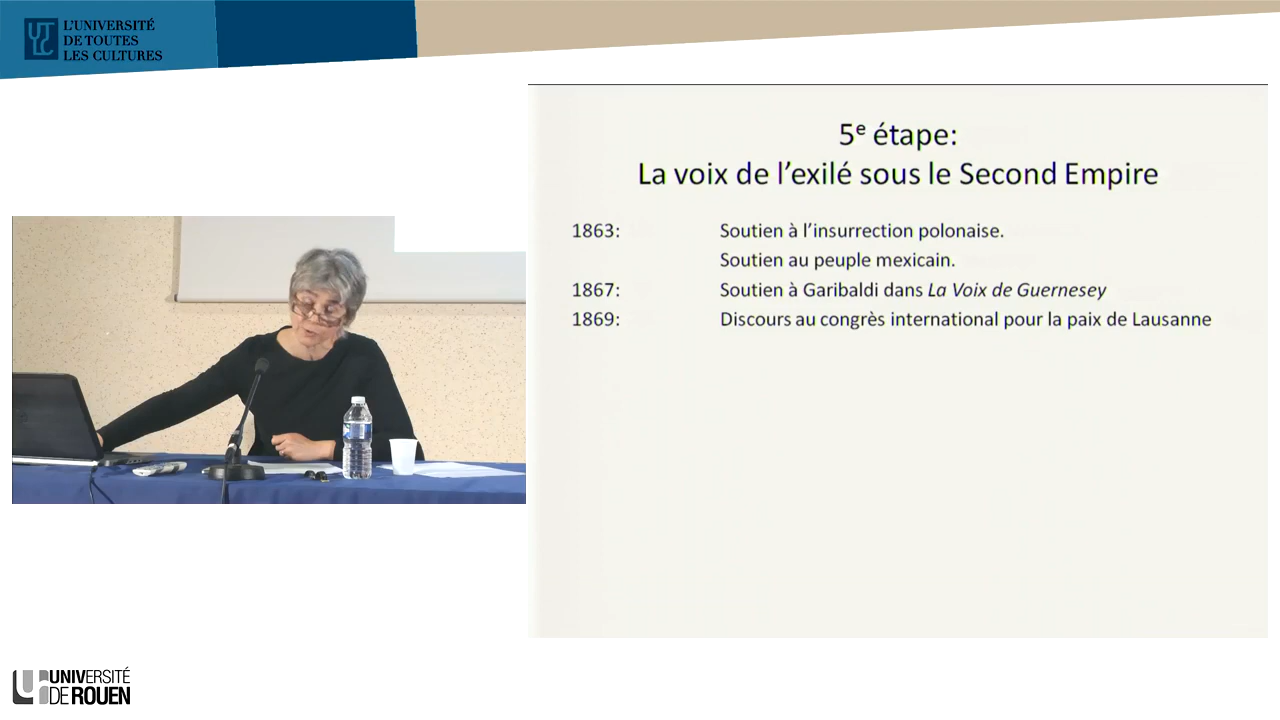 L'UNIVERSITÉ
DE TOUTES
LES CULTURES
5e étape:
La voix de l'exilé sous le Second Empire
1863: Soutien à l'insurrection polonaise.
Soutien au peuple mexicain.
1867: Soutien à Garibaldi dans La Voix de Guernesey
1869: Discours au congrès international pour la paix de Lausanne
UNIVERSITÉ
DE ROUEN